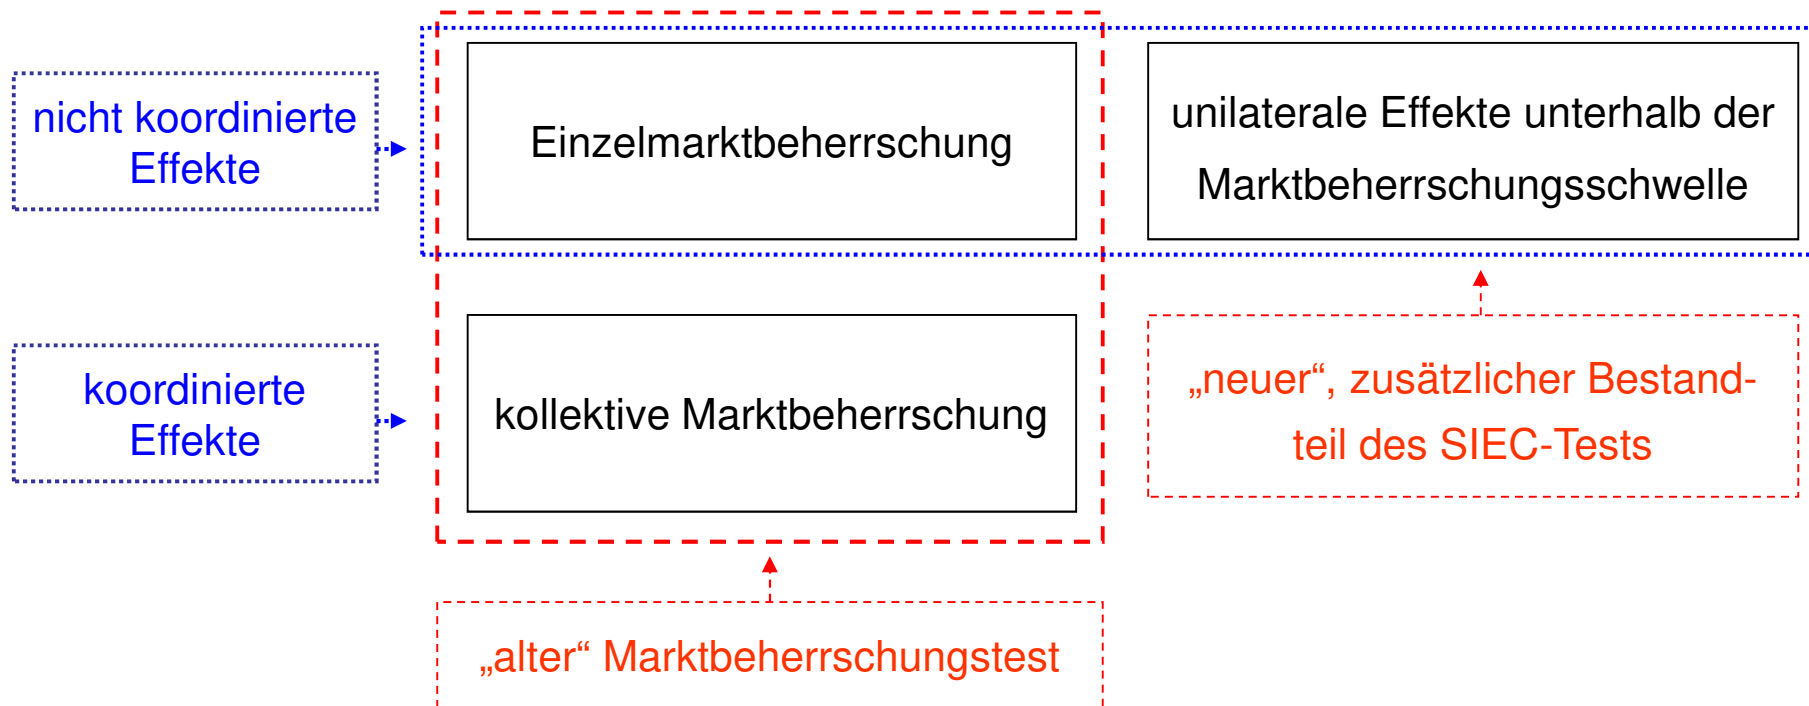 nicht koordinierte
Effekte
Einzelmarktbeherrschung
unilaterale Effekte unterhalb der
Marktbeherrschungsschwelle
koordinierte
Effekte
kollektive Marktbeherrschung
„neuer“, zusätzlicher Bestand-
teil des SIEC-Tests
„alter“ Marktbeherrschungstest